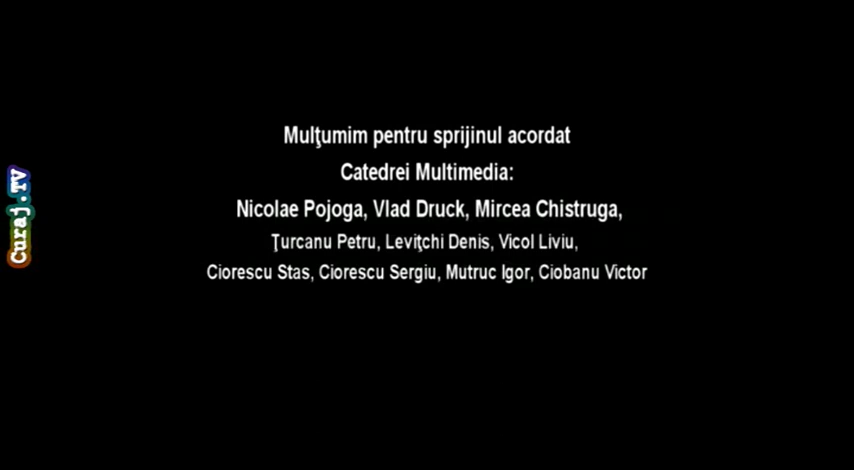 Mulţumim pentru sprijinul acordat
Catedrei Multimedia:
Nicolae Pojoga, Vlad Druck, Mircea Chistruga,
Ţurcanu Petru, Leviţchi Denis, Vicol Liviu,
Ciorescu Stas, Ciorescu Sergiu, Mutruc Igor, Ciobanu Victor
Curaj.TV